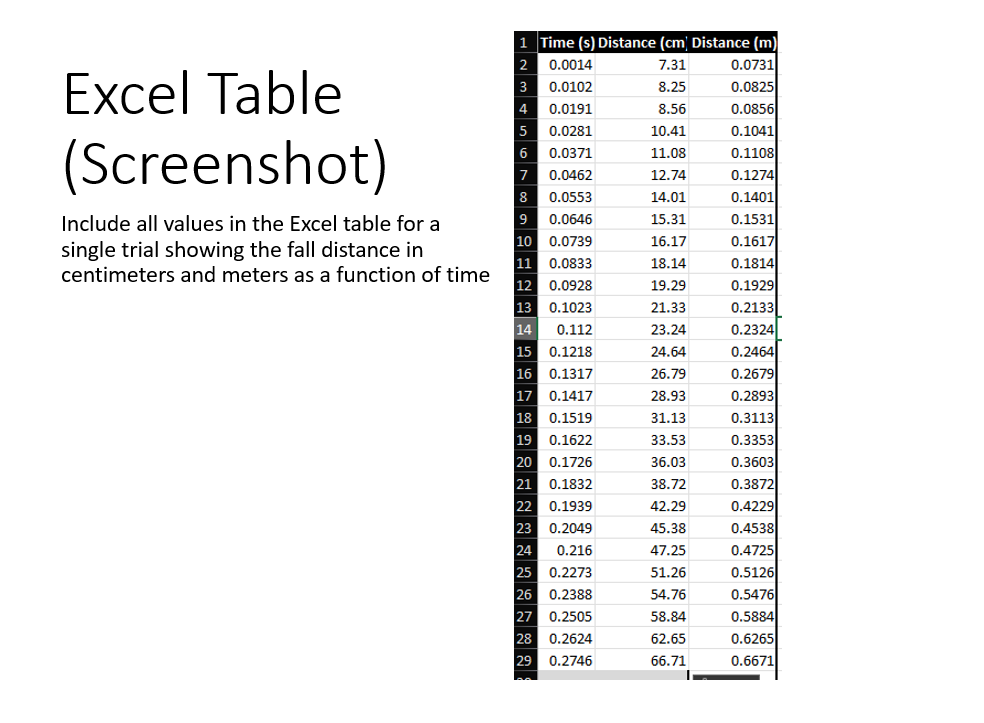 Excel Table
(Screenshot)
Include all values in the Excel table for a
single trial showing the fall distance in
centimeters and meters as a function of time
1 Time (s) Distance (cm) Distance (m)
2 0.0014 7.31 0.0731
3 0.0102 8.25 0.0825
4 0.0191 8.56 0.0856
5 0.0281 10.41 0.1041
6 0.0371 11.08 0.1108
7 0.0462 12.74 0.1274
8 0.0553 14.01 0.1401
9 0.0646 15.31 0.1531
10 0.0739 16.17 0.1617
11 0.0833 18.14 0.1814
12 0.0928 19.29 0.1929
13 0.1023 21.33 0.2133
14 0.112 23.24 0.2324
15 0.1218 24.64 0.2464
16 0.1317 26.79 0.2679
17 0.1417 28.93 0.2893
18 0.1519 31.13 0.3113
19 0.1622 33.53 0.3353
20 0.1726 36.03 0.3603
21 0.1832 38.72 0.3872
22 0.1939 42.29 0.4229
23 0.2049 45.38 0.4538
24 0.216 47.25 0.4725
25 0.2273 51.26 0.5126
26 0.2388 54.76 0.5476
27 0.2505 58.84 0.5884
28 0.2624 62.65 0.6265
29 0.2746 66.71 0.6671